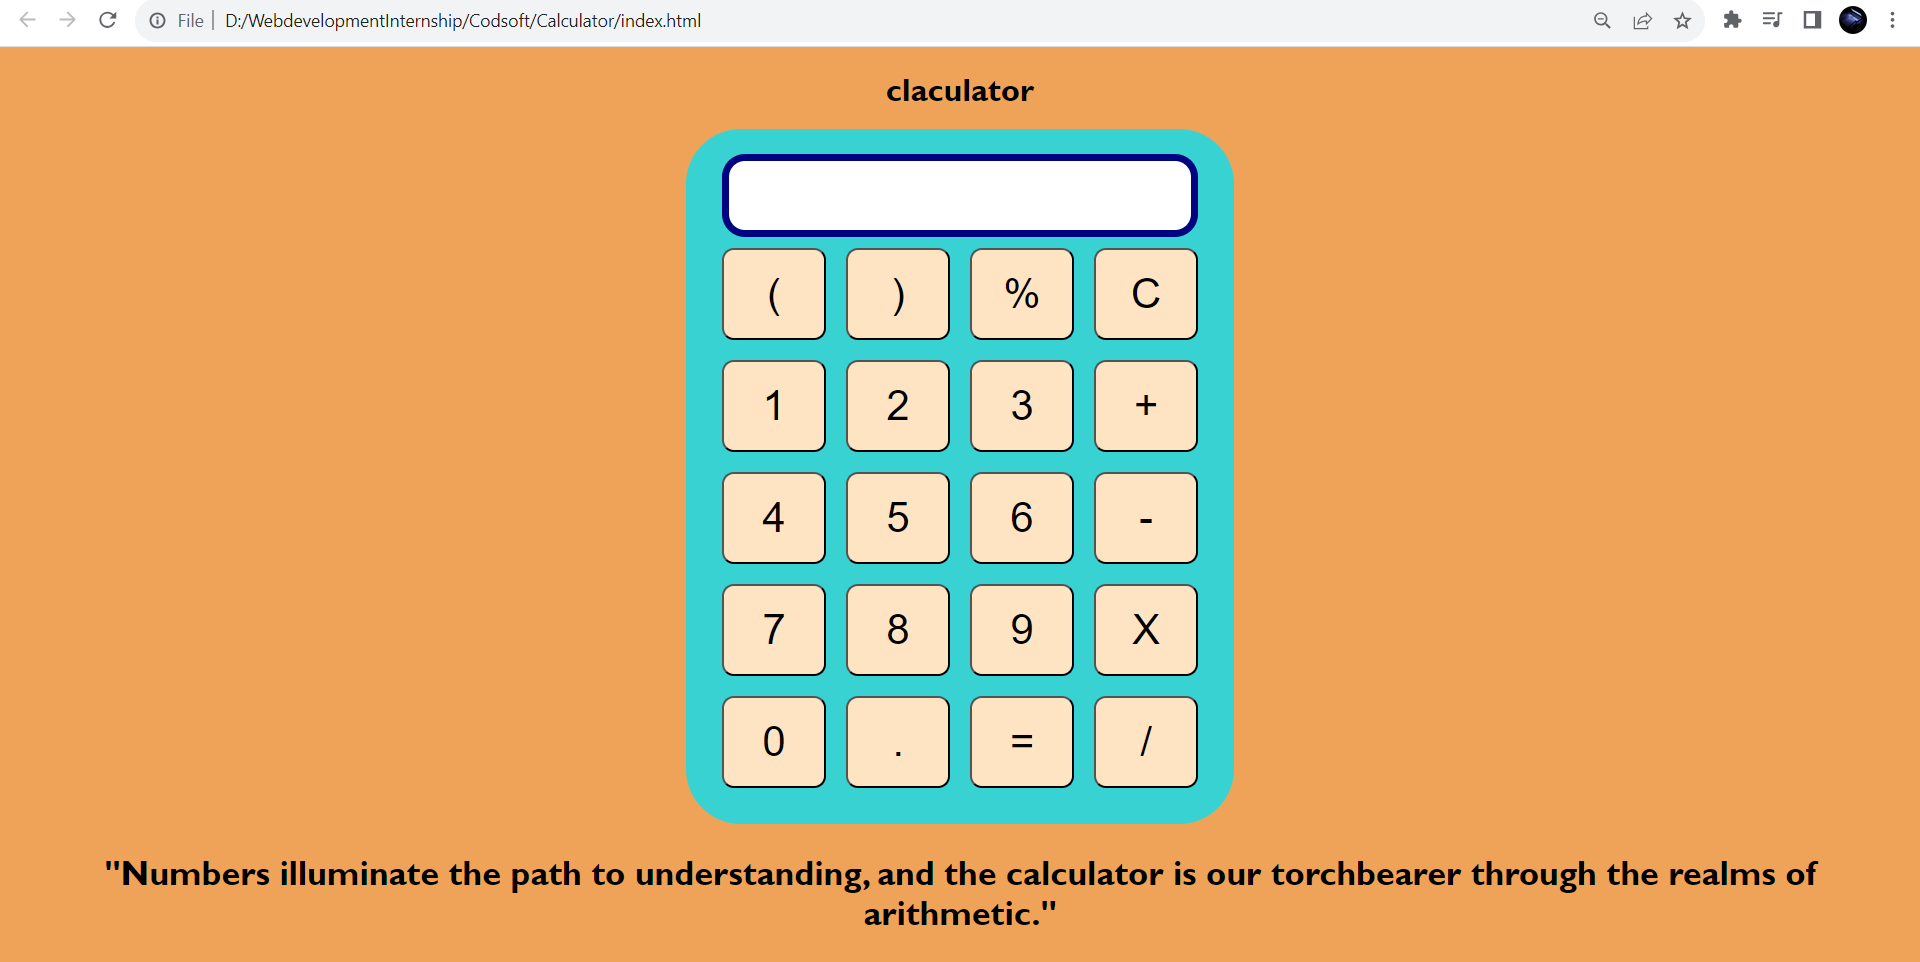 File D:/WebdevelopmentInternship/Codsoft/Calculator/index.html
claculator
( ) % C
1 2 3 +
4 5 6 -
7 8 9 X
0 . = /
"Numbers illuminate the path to understanding, and the calculator is our torchbearer through the realms of
arithmetic."